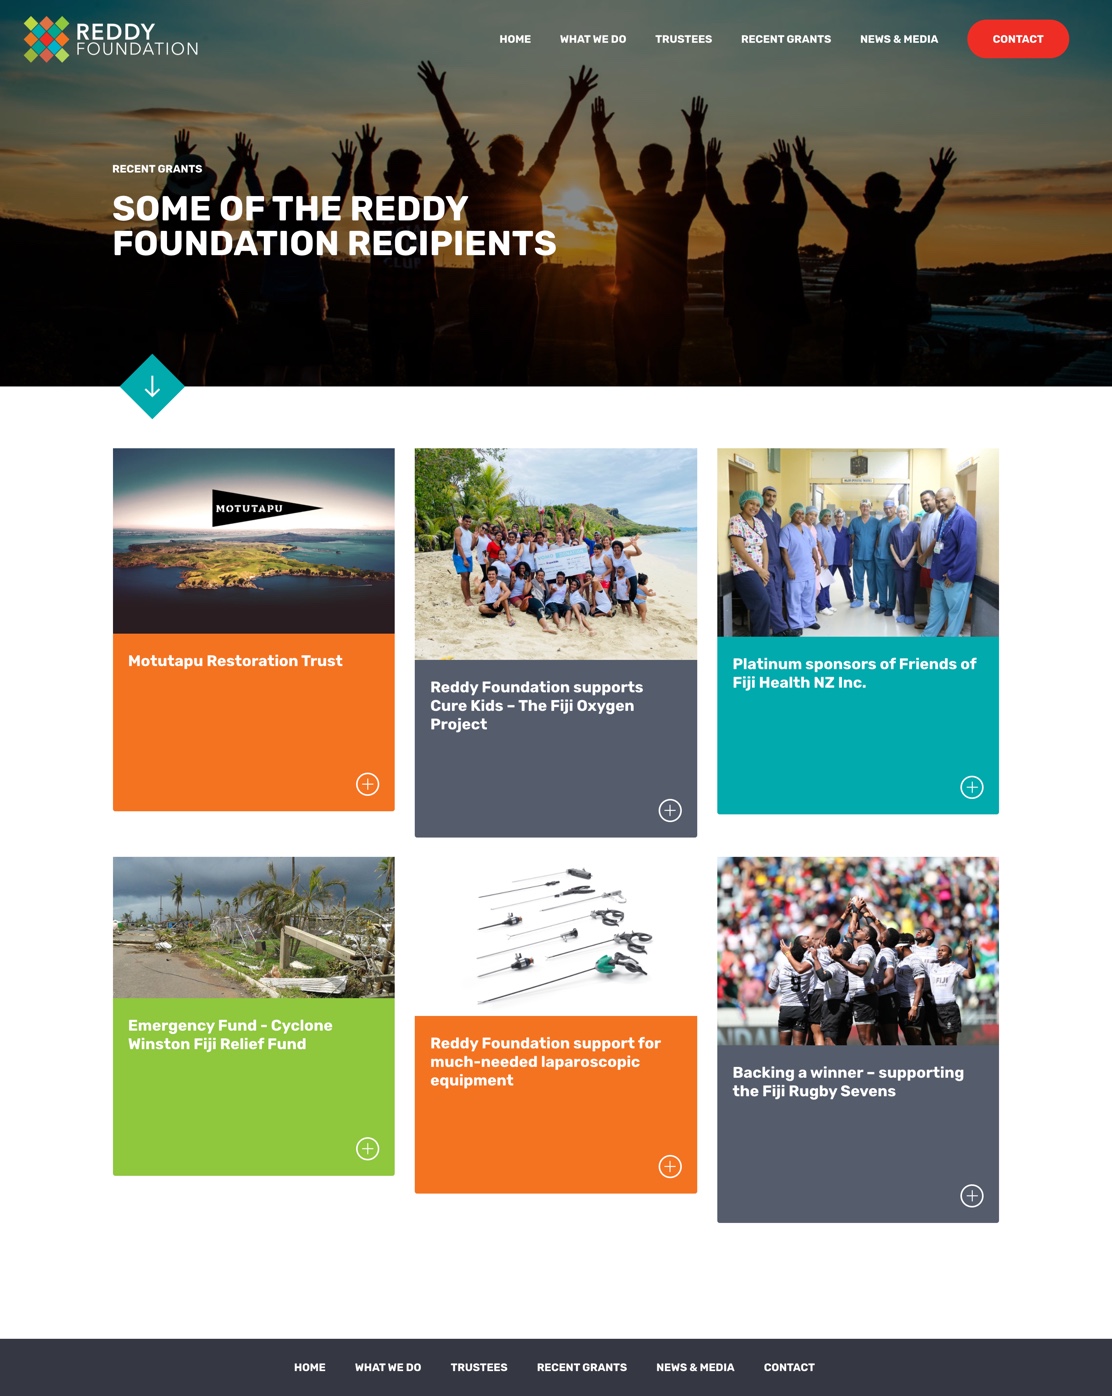 REDDY
FOUNDATION
HOME
WHAT WE DO
TRUSTEES
RECENT GRANTS
NEWS & MEDIA
CONTACT
RECENT GRANTS
SOME OF THE REDDY
FOUNDATION RECIPIENTS
MOTUTAPU
Motutapu Restoration Trust
Reddy Foundation supports
Cure Kids – The Fiji Oxygen
Project
Platinum sponsors of Friends of
Fiji Health NZ Inc.
Emergency Fund - Cyclone
Winston Fiji Relief Fund
Reddy Foundation support for
much-needed laparoscopic
equipment
FIJI
Backing a winner – supporting
the Fiji Rugby Sevens
HOME
WHAT WE DO
TRUSTEES
RECENT GRANTS
NEWS & MEDIA
CONTACT